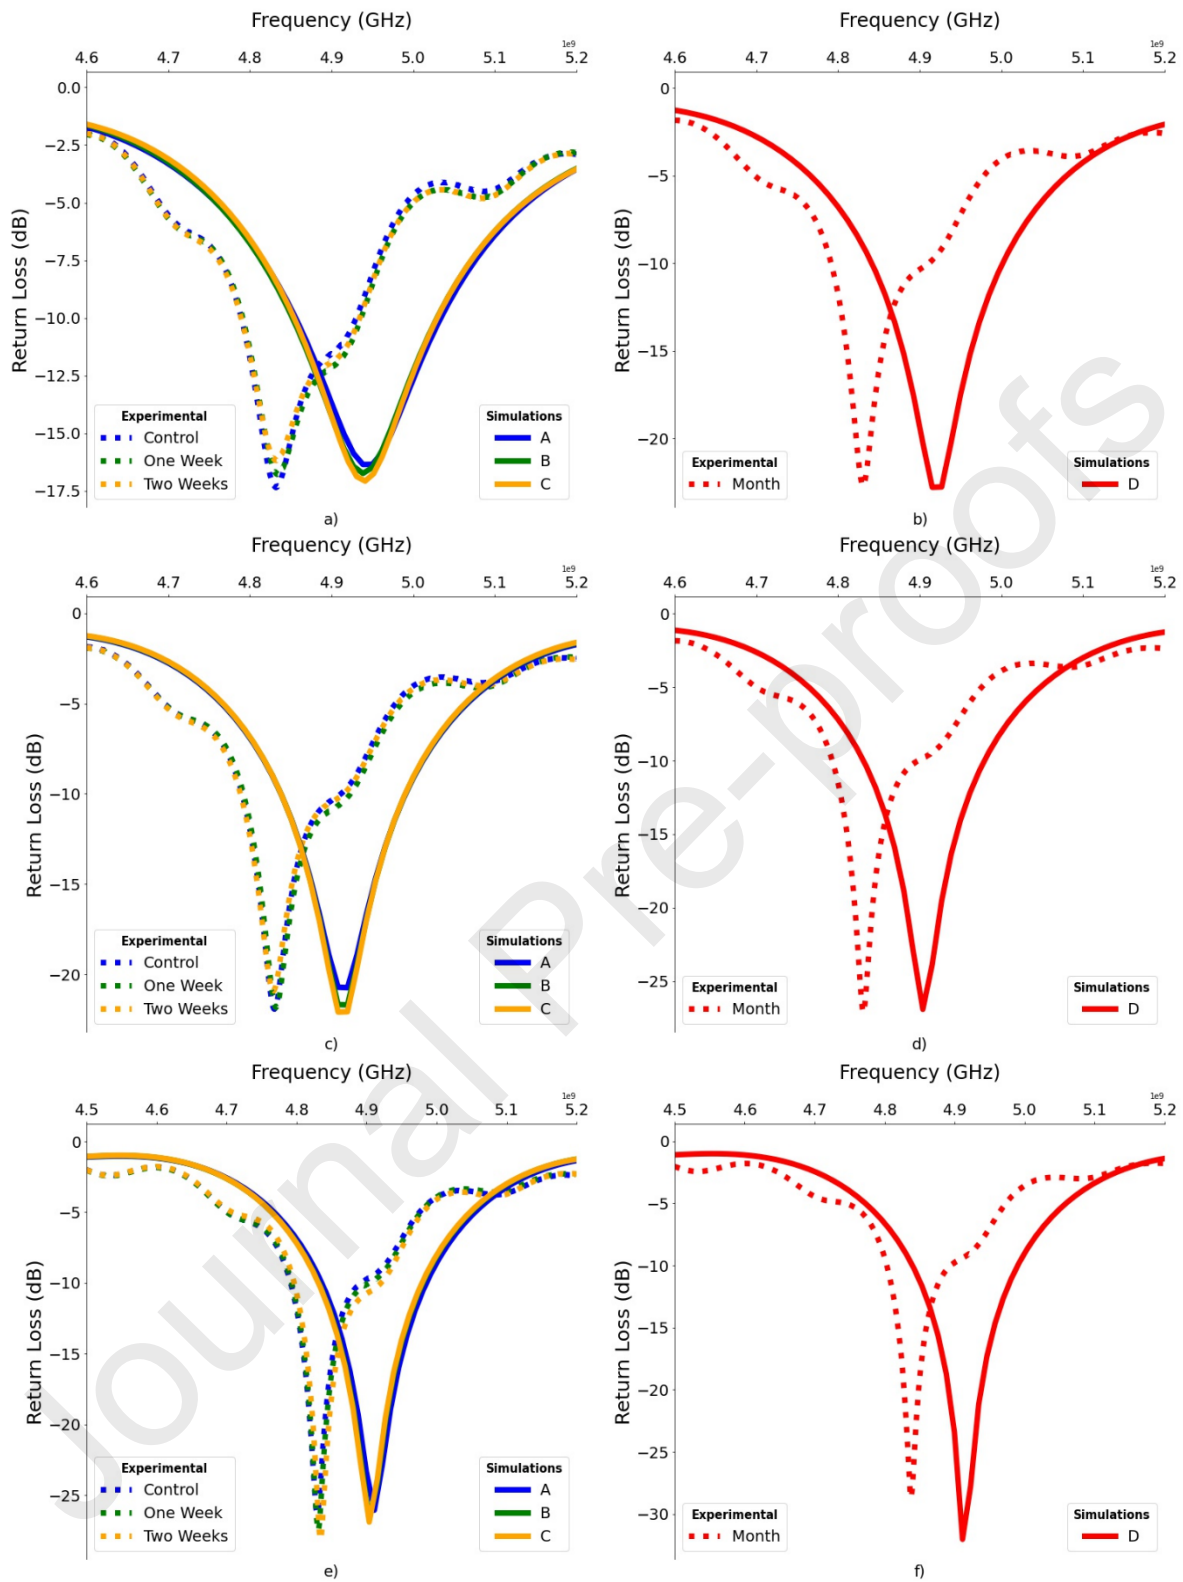 Frequency (GHz)
1e9
4.6 4.7 4.8 4.9 5.0 5.1 5.2
0.0
−2.5
−5.0
−7.5
−10.0
−12.5
−15.0
−17.5
Return Loss (dB)
Experimental
Control
One Week
Two Weeks
Simulations
A
B
C
a)
Frequency (GHz)
1e9
4.6 4.7 4.8 4.9 5.0 5.1 5.2
0
−5
−10
−15
−20
Return Loss (dB)
Experimental
Month
Simulations
D
b)
Frequency (GHz)
1e9
4.6 4.7 4.8 4.9 5.0 5.1 5.2
0
−5
−10
−15
−20
Return Loss (dB)
Experimental
Control
One Week
Two Weeks
Simulations
A
B
C
c)
Frequency (GHz)
1e9
4.6 4.7 4.8 4.9 5.0 5.1 5.2
0
−5
−10
−15
−20
−25
Return Loss (dB)
Experimental
Month
Simulations
D
d)
Frequency (GHz)
1e9
4.5 4.6 4.7 4.8 4.9 5.0 5.1 5.2
0
−5
−10
−15
−20
−25
Return Loss (dB)
Experimental
Control
One Week
Two Weeks
Simulations
A
B
C
e)
Frequency (GHz)
1e9
4.5 4.6 4.7 4.8 4.9 5.0 5.1 5.2
0
−5
−10
−15
−20
−25
−30
Return Loss (dB)
Experimental
Month
Simulations
D
f)
Journal Pre-proofs